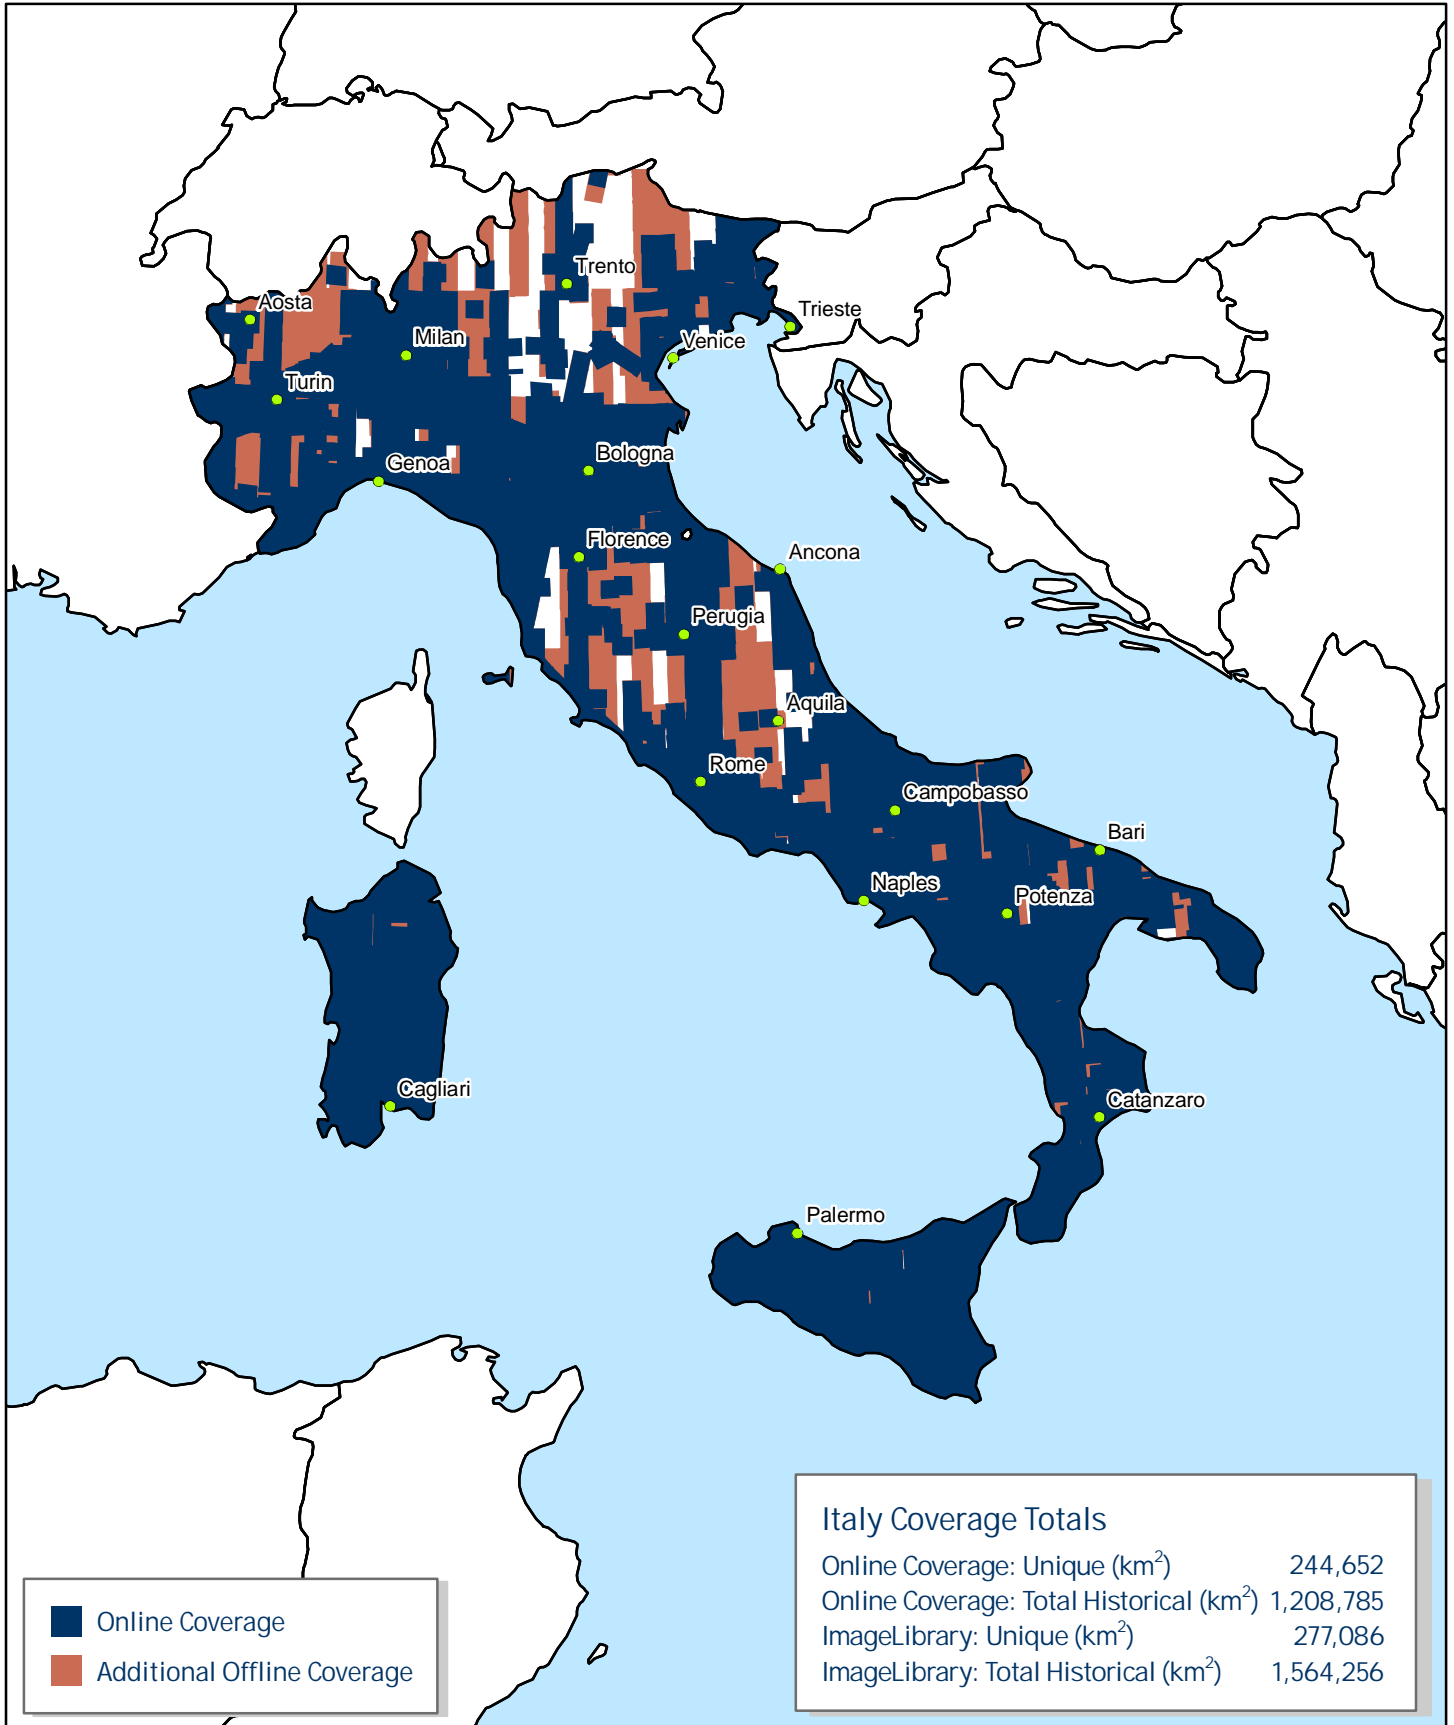 Trento
Aosta
Trieste
Milan
Venice
Turin
Bologna
Genoa
Florence
Ancona
Perugia
Aquila
Rome
Campobasso
Bari
Naples
Potenza
Cagliari
Catanzaro
Palermo
Italy Coverage Totals
Online Coverage: Unique (km²) 244,652
Online Coverage: Total Historical (km²) 1,208,785
ImageLibrary: Unique (km²) 277,086
ImageLibrary: Total Historical (km²) 1,564,256
Online Coverage
Additional Offline Coverage